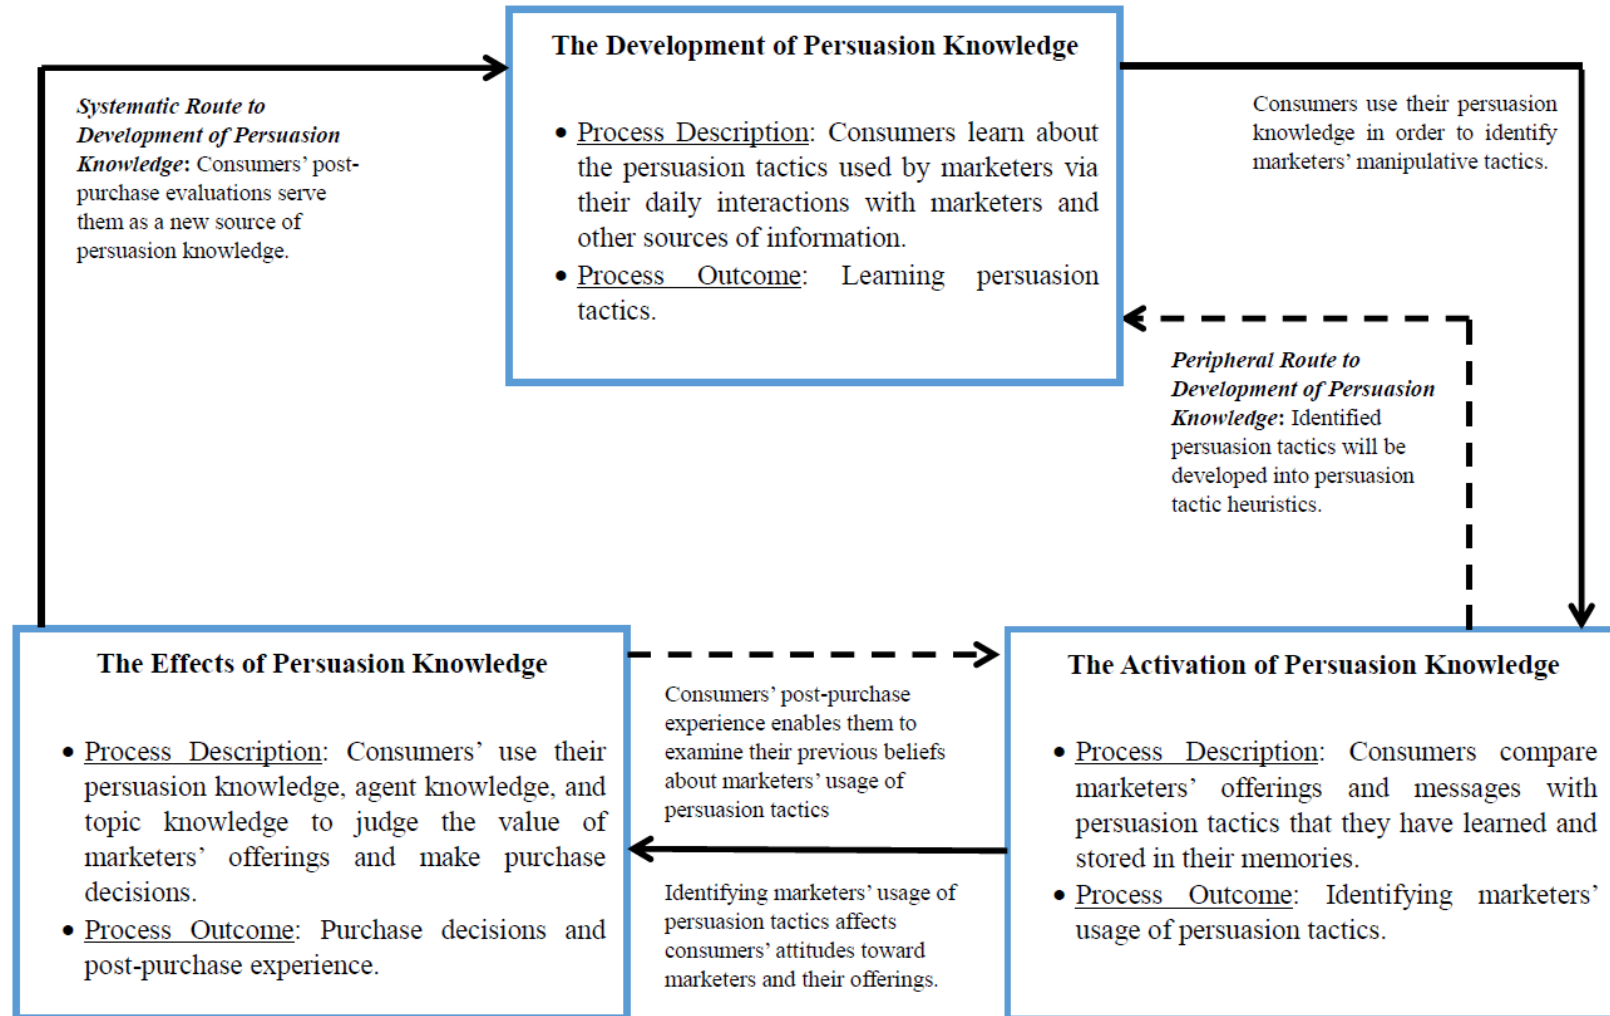 The Development of Persuasion Knowledge
• Process Description: Consumers learn about
the persuasion tactics used by marketers via
their daily interactions with marketers and
other sources of information.
• Process Outcome: Learning persuasion
tactics.
Systematic Route to
Development of Persuasion
Knowledge: Consumers’ post-
purchase evaluations serve
them as a new source of
persuasion knowledge.
Consumers use their persuasion
knowledge in order to identify
marketers’ manipulative tactics.
Peripheral Route to
Development of Persuasion
Knowledge: Identified
persuasion tactics will be
developed into persuasion
tactic heuristics.
The Effects of Persuasion Knowledge
• Process Description: Consumers’ use their
persuasion knowledge, agent knowledge, and
topic knowledge to judge the value of
marketers’ offerings and make purchase
decisions.
• Process Outcome: Purchase decisions and
post-purchase experience.
Consumers’ post-purchase
experience enables them to
examine their previous beliefs
about marketers’ usage of
persuasion tactics
Identifying marketers’ usage of
persuasion tactics affects
consumers’ attitudes toward
marketers and their offerings.
The Activation of Persuasion Knowledge
• Process Description: Consumers compare
marketers’ offerings and messages with
persuasion tactics that they have learned and
stored in their memories.
• Process Outcome: Identifying marketers’
usage of persuasion tactics.